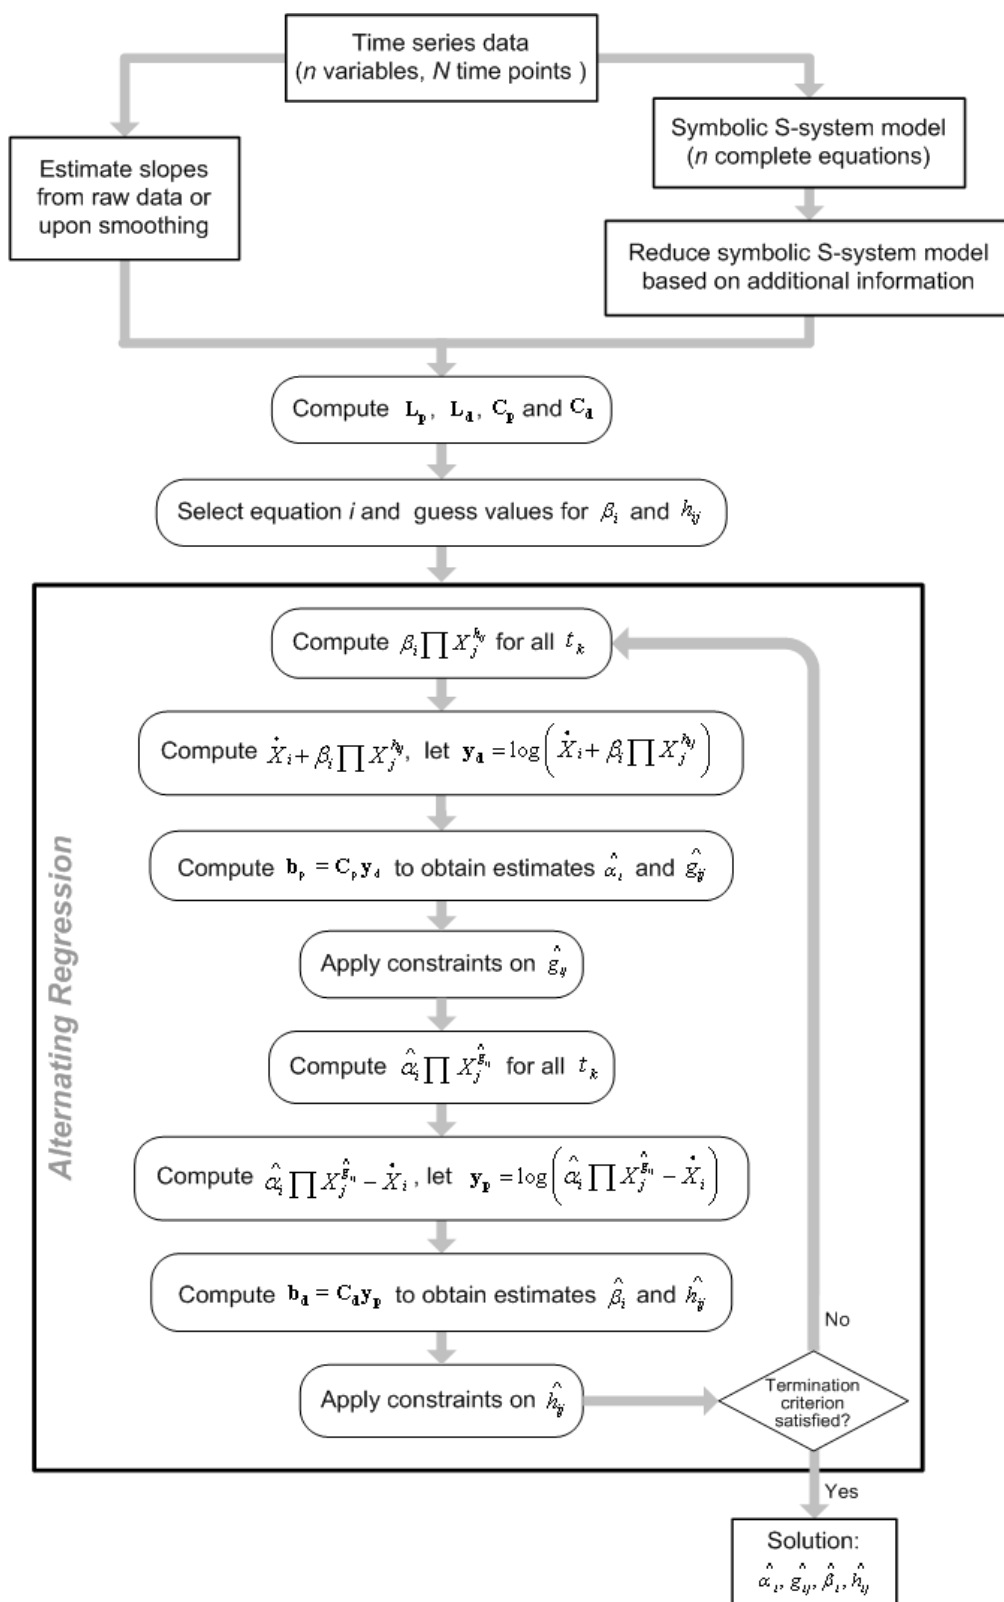 Time series data
(n variables, N time points )
Symbolic S-system model
(n complete equations)
Estimate slopes
from raw data or
upon smoothing
Reduce symbolic S-system model
based on additional information
Compute L_p, L_d, C_p and C_d
Select equation i and guess values for β_i and h_ij
Alternating Regression
Compute β_i ∏ X_j^{h_ij} for all t_k
Compute Ẋ_i + β_i ∏ X_j^{h_ij}, let y_d = log(Ẋ_i + β_i ∏ X_j^{h_ij})
Compute b_p = C_p y_d to obtain estimates α̂_i and ĝ_ij
Apply constraints on ĝ_ij
Compute α̂_i ∏ X_j^{ĝ_ij} for all t_k
Compute α̂_i ∏ X_j^{ĝ_ij} − Ẋ_i, let y_p = log(α̂_i ∏ X_j^{ĝ_ij} − Ẋ_i)
Compute b_d = C_d y_p to obtain estimates β̂_i and ĥ_ij
No
Apply constraints on ĥ_ij
Termination
criterion
satisfied?
Yes
Solution:
α̂_i, ĝ_ij, β̂_i, ĥ_ij